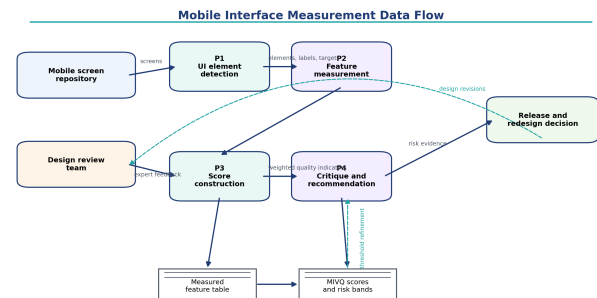 Mobile Interface Measurement Data Flow
Mobile screen
repository
screens
P1
UI element
detection
elements, labels, targets
P2
Feature
measurement
design revisions
Release and
redesign decision
Design review
team
expert feedback
P3
Score
construction
weighted quality indicators
P4
Critique and
recommendation
risk evidence
threshold refinement
Measured
feature table
MIVQ scores
and risk bands